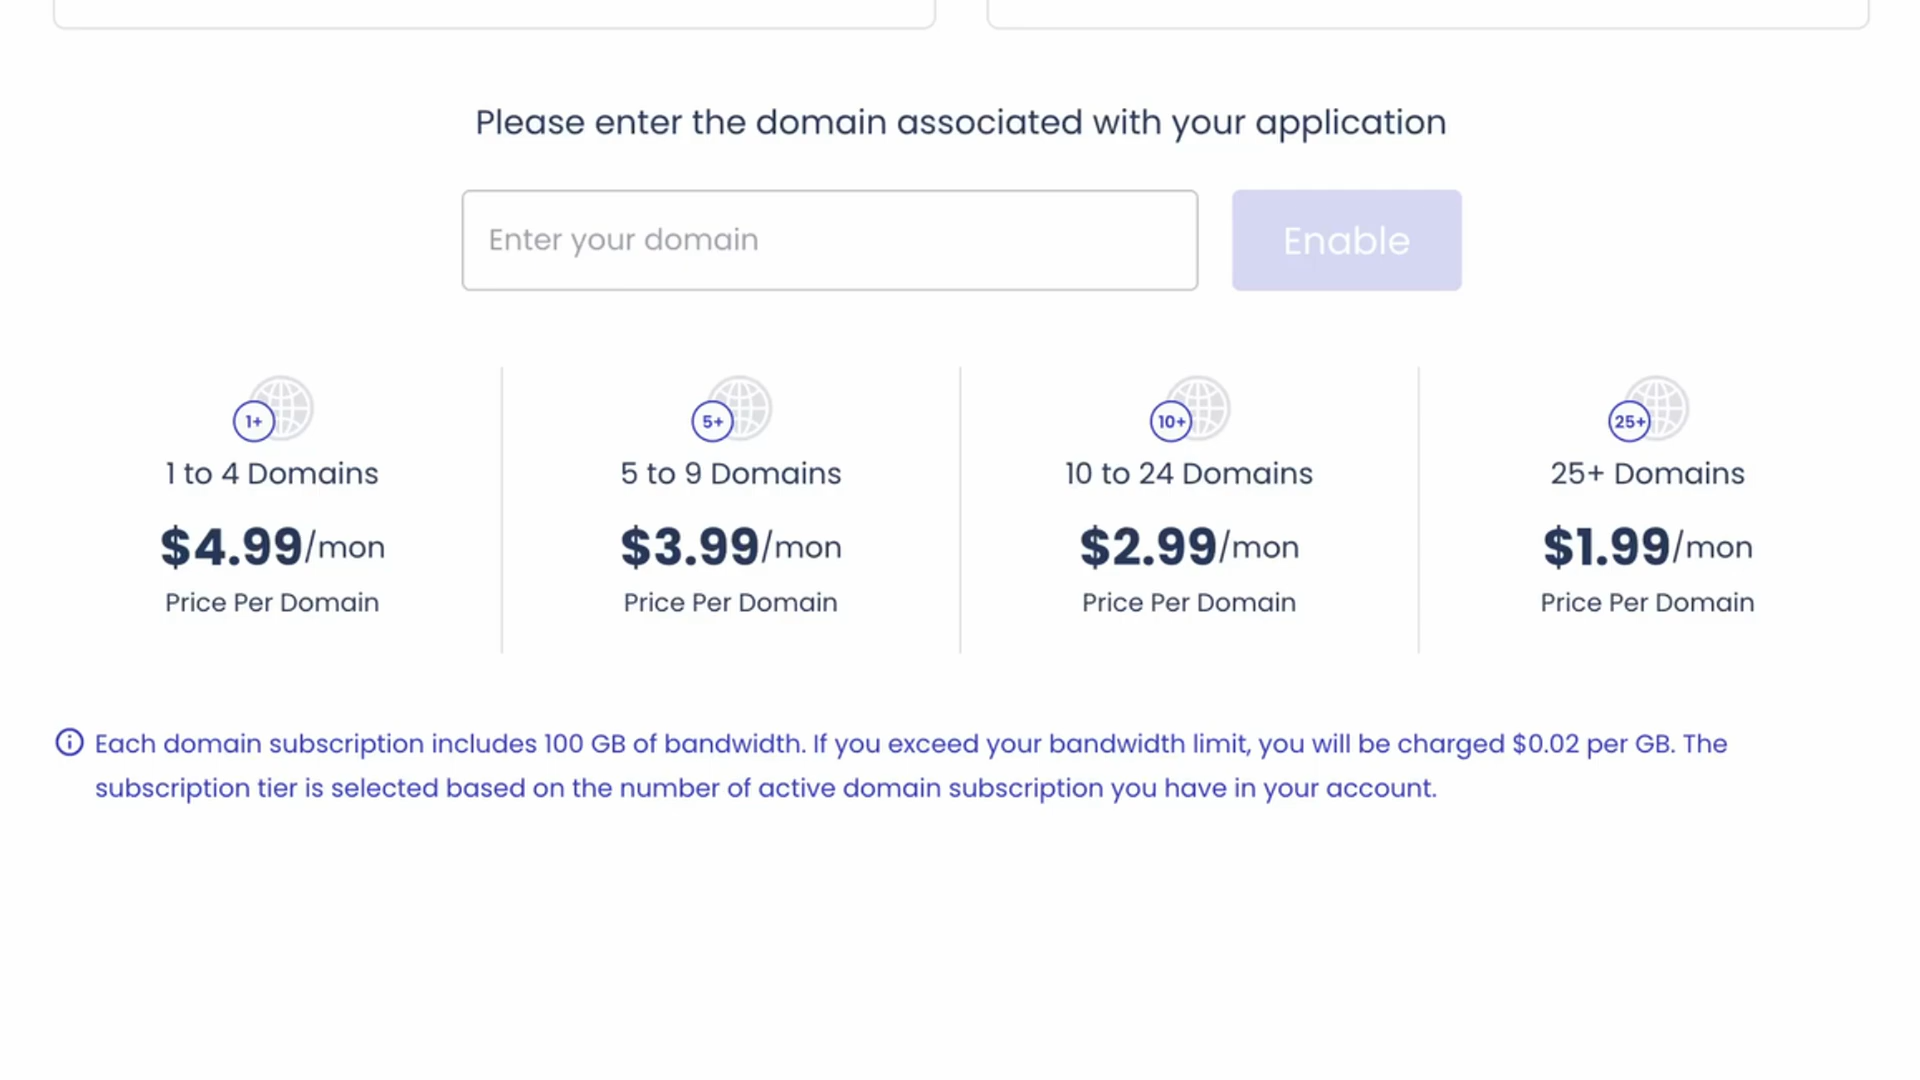 Please enter the domain associated with your application
Enter your domain
Enable
1+
5+
10+
25+
1 to 4 Domains
5 to 9 Domains
10 to 24 Domains
25+ Domains
$4.99/mon
$3.99/mon
$2.99/mon
$1.99/mon
Price Per Domain
Price Per Domain
Price Per Domain
Price Per Domain
Each domain subscription includes 100 GB of bandwidth. If you exceed your bandwidth limit, you will be charged $0.02 per GB. The
subscription tier is selected based on the number of active domain subscription you have in your account.